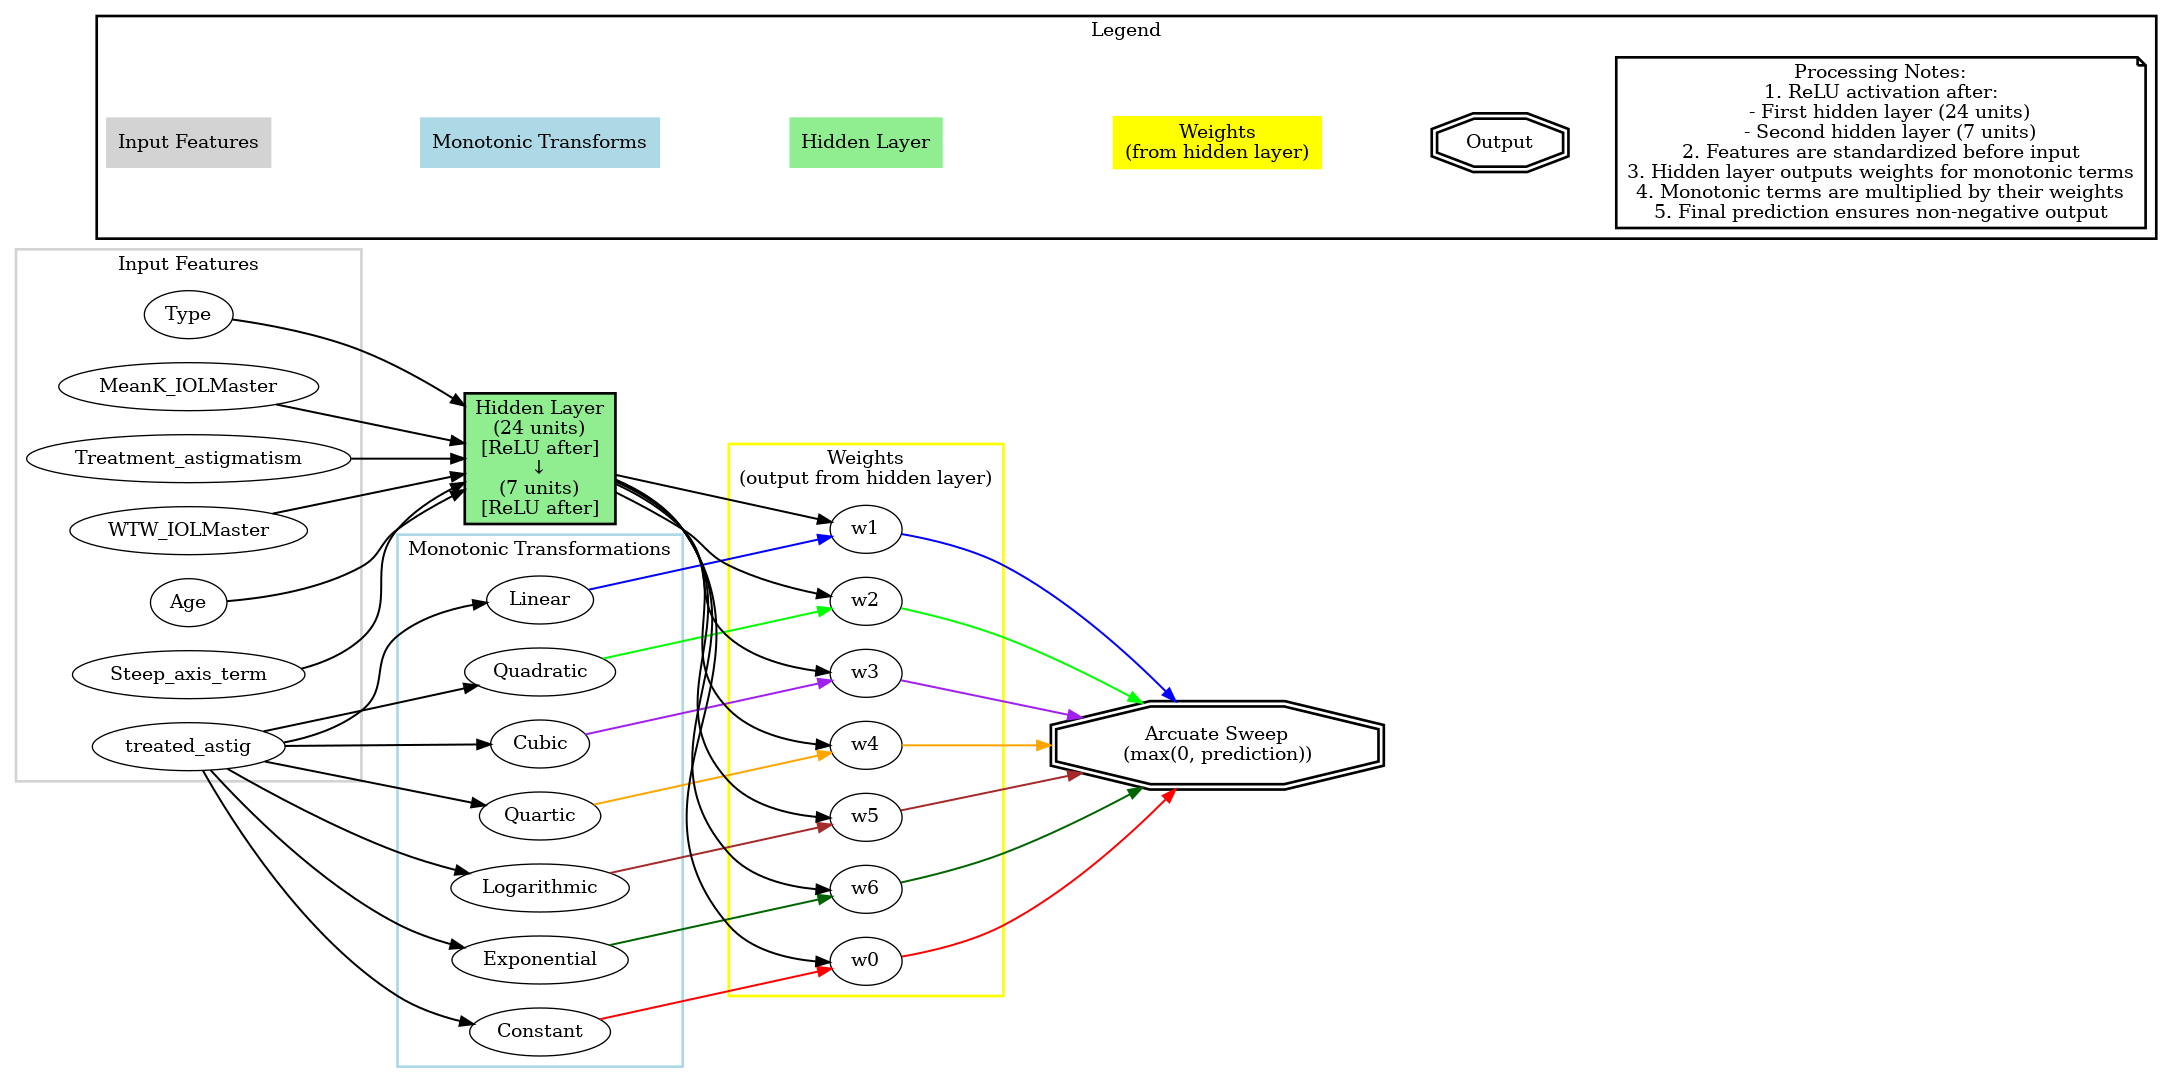 Legend
Input Features
Monotonic Transforms
Hidden Layer
Weights
(from hidden layer)
Output
Processing Notes:
1. ReLU activation after:
- First hidden layer (24 units)
- Second hidden layer (7 units)
2. Features are standardized before input
3. Hidden layer outputs weights for monotonic terms
4. Monotonic terms are multiplied by their weights
5. Final prediction ensures non-negative output
Input Features
Type
MeanK_IOLMaster
Treatment_astigmatism
WTW_IOLMaster
Age
Steep_axis_term
treated_astig
Hidden Layer
(24 units)
[ReLU after]
↓
(7 units)
[ReLU after]
Monotonic Transformations
Linear
Quadratic
Cubic
Quartic
Logarithmic
Exponential
Constant
Weights
(output from hidden layer)
w1
w2
w3
w4
w5
w6
w0
Arcuate Sweep
(max(0, prediction))